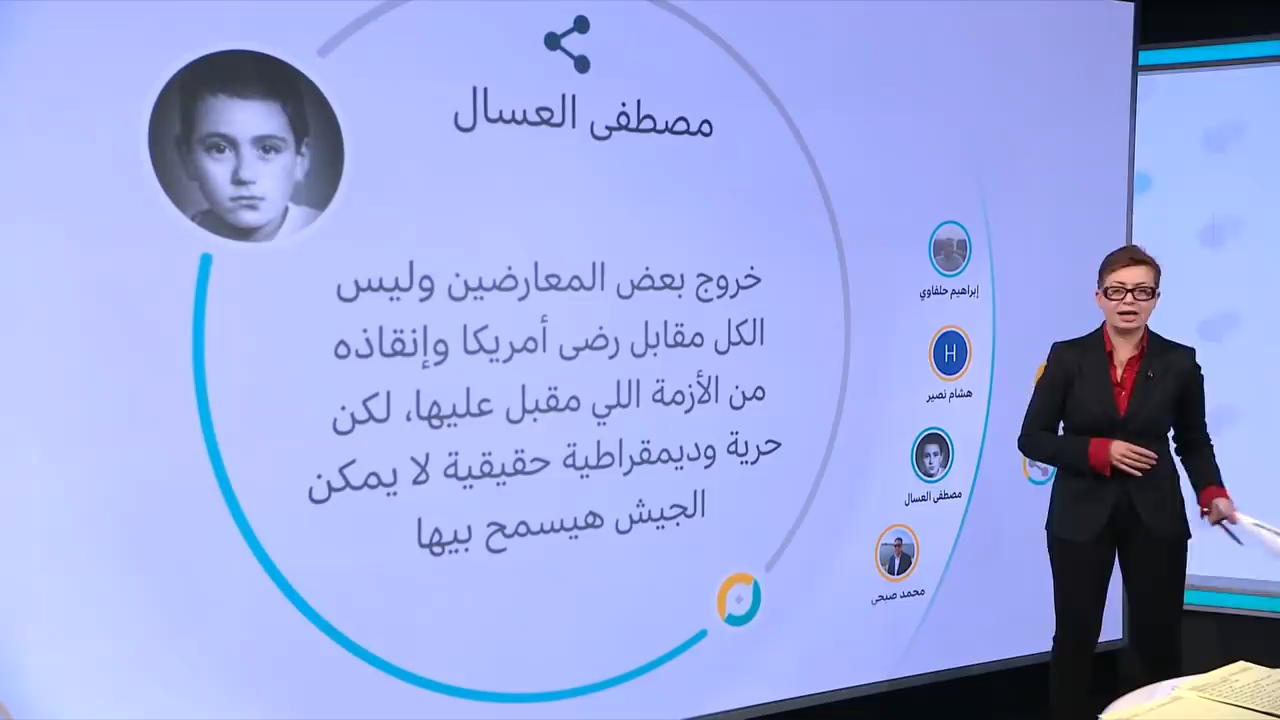 مصطفى العسال
خروج بعض المعارضين وليس
الكل مقابل رضى أمريكا وإنقاذه
من الأزمة اللي مقبل عليها، لكن
حرية وديمقراطية حقيقية لا يمكن
الجيش هيسمح بيها
إبراهيم حلفاوي
H
هشام نصير
مصطفى العسال
محمد صبحي